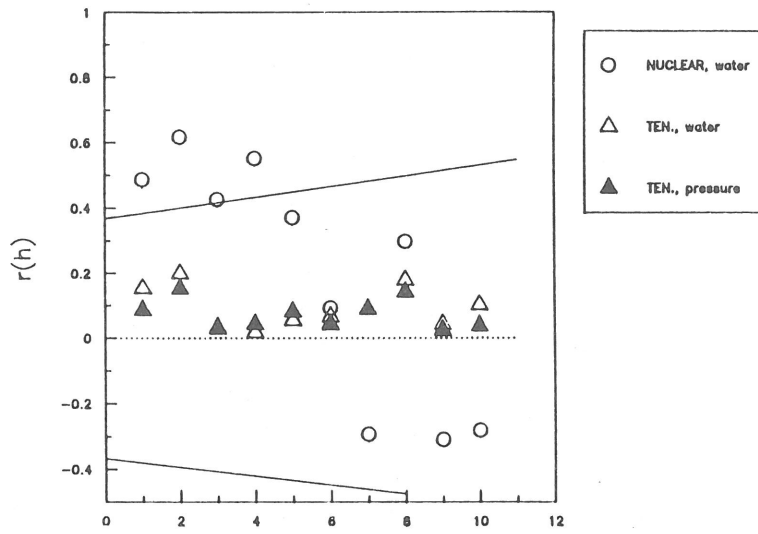 1
0.8
0.6
0.4
0.2
0
-0.2
-0.4
r(h)
0 2 4 6 8 10 12
NUCLEAR, water
TEN., water
TEN., pressure